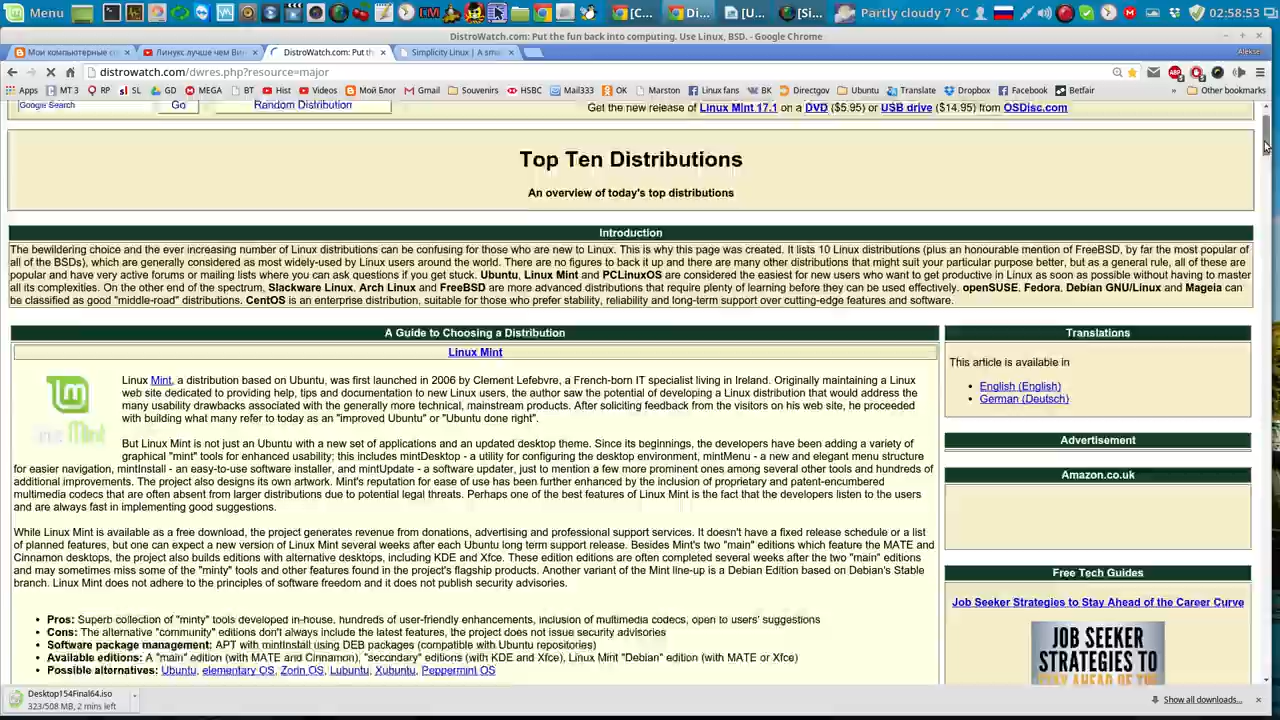 Menu
[C...
Di...
[U...
[Si...
Partly cloudy 7 °C
02:58:53
DistroWatch.com: Put the fun back into computing. Use Linux, BSD. - Google Chrome
Мои компьютерные со
Линукс лучше чем Вин
DistroWatch.com: Put the
Simplicity Linux | A sma
Aleksei
distrowatch.com/dwres.php?resource=major
Apps
MT 3
RP
SL
GD
MEGA
BT
Hist
Videos
Мой Блог
Gmail
Souvenirs
HSBC
Mail333
OK
Marston
Linux fans
VK
Directgov
Ubuntu
Translate
Dropbox
Facebook
Betfair
»
Other bookmarks
Google Search
Go
Random Distribution
Get the new release of Linux Mint 17.1 on a DVD ($5.95) or USB drive ($14.95) from OSDisc.com
Top Ten Distributions
An overview of today's top distributions
Introduction
The bewildering choice and the ever increasing number of Linux distributions can be confusing for those who are new to Linux. This is why this page was created. It lists 10 Linux distributions (plus an honourable mention of FreeBSD, by far the most popular of
all of the BSDs), which are generally considered as most widely-used by Linux users around the world. There are no figures to back it up and there are many other distributions that might suit your particular purpose better, but as a general rule, all of these are
popular and have very active forums or mailing lists where you can ask questions if you get stuck. Ubuntu, Linux Mint and PCLinuxOS are considered the easiest for new users who want to get productive in Linux as soon as possible without having to master
all its complexities. On the other end of the spectrum, Slackware Linux, Arch Linux and FreeBSD are more advanced distributions that require plenty of learning before they can be used effectively. openSUSE, Fedora, Debian GNU/Linux and Mageia can
be classified as good "middle-road" distributions. CentOS is an enterprise distribution, suitable for those who prefer stability, reliability and long-term support over cutting-edge features and software.
A Guide to Choosing a Distribution
Linux Mint
Linux Mint, a distribution based on Ubuntu, was first launched in 2006 by Clement Lefebvre, a French-born IT specialist living in Ireland. Originally maintaining a Linux
web site dedicated to providing help, tips and documentation to new Linux users, the author saw the potential of developing a Linux distribution that would address the
many usability drawbacks associated with the generally more technical, mainstream products. After soliciting feedback from the visitors on his web site, he proceeded
with building what many refer to today as an "improved Ubuntu" or "Ubuntu done right".
But Linux Mint is not just an Ubuntu with a new set of applications and an updated desktop theme. Since its beginnings, the developers have been adding a variety of
graphical "mint" tools for enhanced usability; this includes mintDesktop - a utility for configuring the desktop environment, mintMenu - a new and elegant menu structure
for easier navigation, mintInstall - an easy-to-use software installer, and mintUpdate - a software updater, just to mention a few more prominent ones among several other tools and hundreds of
additional improvements. The project also designs its own artwork. Mint's reputation for ease of use has been further enhanced by the inclusion of proprietary and patent-encumbered
multimedia codecs that are often absent from larger distributions due to potential legal threats. Perhaps one of the best features of Linux Mint is the fact that the developers listen to the users
and are always fast in implementing good suggestions.
While Linux Mint is available as a free download, the project generates revenue from donations, advertising and professional support services. It doesn't have a fixed release schedule or a list
of planned features, but one can expect a new version of Linux Mint several weeks after each Ubuntu long term support release. Besides Mint's two "main" editions which feature the MATE and
Cinnamon desktops, the project also builds editions with alternative desktops, including KDE and Xfce. These edition editions are often completed several weeks after the two "main" editions
and may sometimes miss some of the "minty" tools and other features found in the project's flagship products. Another variant of the Mint line-up is a Debian Edition based on Debian's Stable
branch. Linux Mint does not adhere to the principles of software freedom and it does not publish security advisories.
• Pros: Superb collection of "minty" tools developed in-house, hundreds of user-friendly enhancements, inclusion of multimedia codecs, open to users' suggestions
• Cons: The alternative "community" editions don't always include the latest features, the project does not issue security advisories
• Software package management: APT with mintInstall using DEB packages (compatible with Ubuntu repositories)
• Available editions: A "main" edition (with MATE and Cinnamon), "secondary" editions (with KDE and Xfce), Linux Mint "Debian" edition (with MATE or Xfce)
• Possible alternatives: Ubuntu, elementary OS, Zorin OS, Lubuntu, Xubuntu, Peppermint OS
Translations
This article is available in
• English (English)
• German (Deutsch)
Advertisement
Amazon.co.uk
Free Tech Guides
Job Seeker Strategies to Stay Ahead of the Career Curve
JOB SEEKER
STRATEGIES TO
STAY AHEAD OF THE
Desktop154Final64.iso
323/508 MB, 2 mins left
Show all downloads...